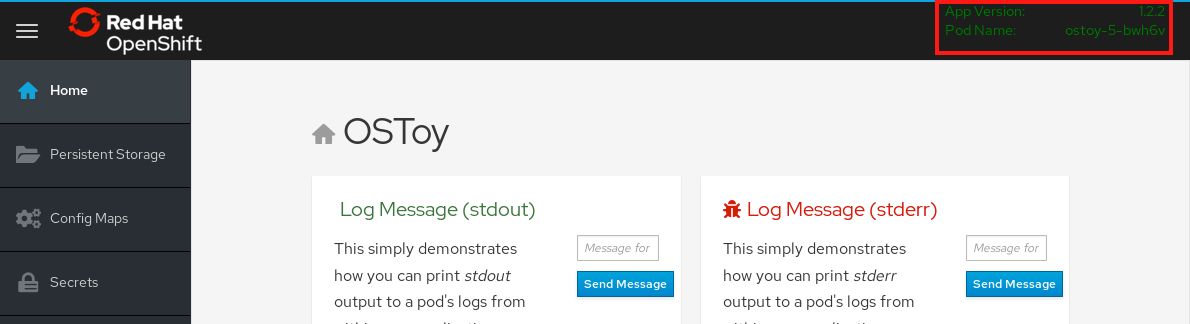 Red Hat
OpenShift
App Version: 1.2.2
Pod Name: ostoy-5-bwh6v
Home
Persistent Storage
Config Maps
Secrets
OSToy
Log Message (stdout)
This simply demonstrates
how you can print stdout
output to a pod's logs from
Message for
Send Message
Log Message (stderr)
This simply demonstrates
how you can print stderr
output to a pod's logs from
Message for
Send Message